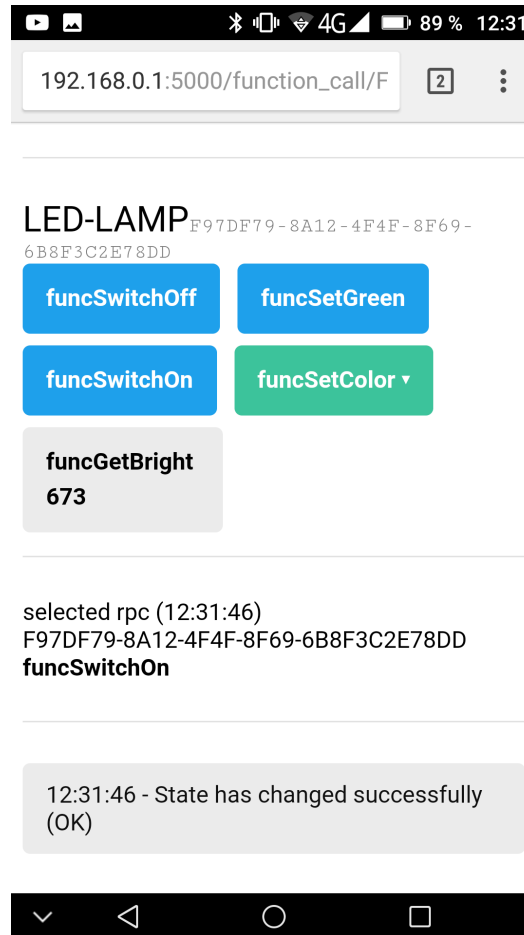 4G 89 % 12:31
192.168.0.1:5000/function_call/F
2
LED-LAMP F97DF79-8A12-4F4F-8F69-
6B8F3C2E78DD
funcSwitchOff funcSetGreen
funcSwitchOn funcSetColor ▾
funcGetBright
673
selected rpc (12:31:46)
F97DF79-8A12-4F4F-8F69-6B8F3C2E78DD
funcSwitchOn
12:31:46 - State has changed successfully
(OK)